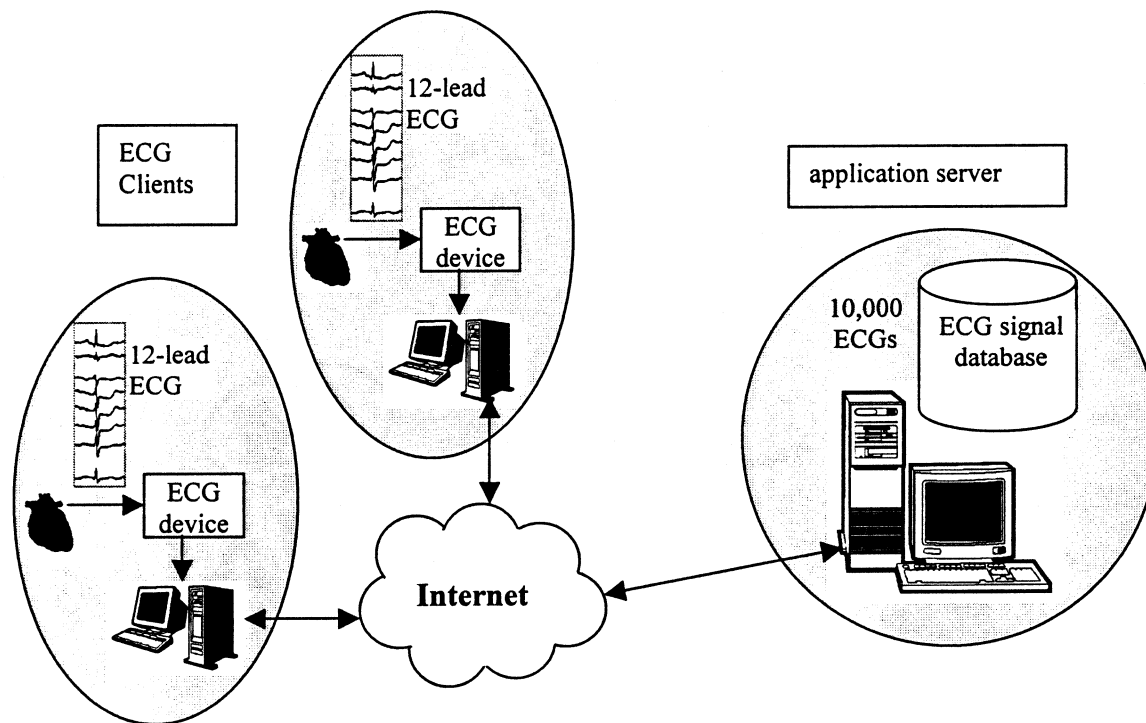 12-lead
ECG
ECG
Clients
application server
ECG
device
10,000
ECGs
ECG signal
database
12-lead
ECG
ECG
device
Internet